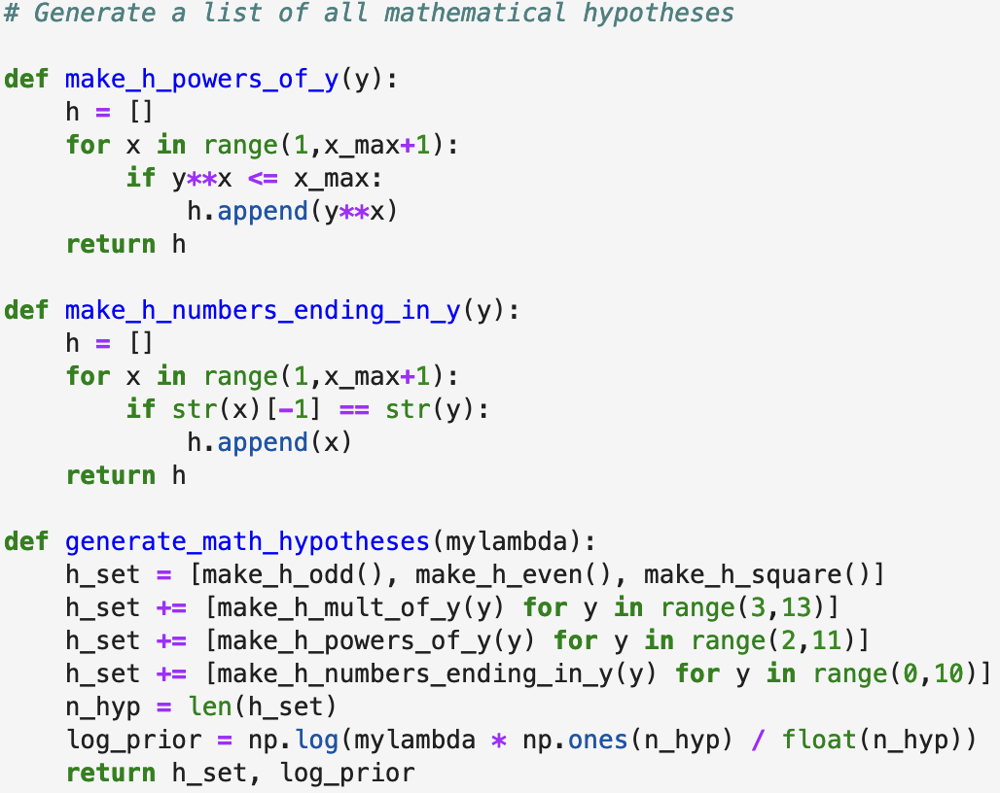 # Generate a list of all mathematical hypotheses

def make_h_powers_of_y(y):
    h = []
    for x in range(1,x_max+1):
        if y**x <= x_max:
            h.append(y**x)
    return h

def make_h_numbers_ending_in_y(y):
    h = []
    for x in range(1,x_max+1):
        if str(x)[-1] == str(y):
            h.append(x)
    return h

def generate_math_hypotheses(mylambda):
    h_set = [make_h_odd(), make_h_even(), make_h_square()]
    h_set += [make_h_mult_of_y(y) for y in range(3,13)]
    h_set += [make_h_powers_of_y(y) for y in range(2,11)]
    h_set += [make_h_numbers_ending_in_y(y) for y in range(0,10)]
    n_hyp = len(h_set)
    log_prior = np.log(mylambda * np.ones(n_hyp) / float(n_hyp))
    return h_set, log_prior